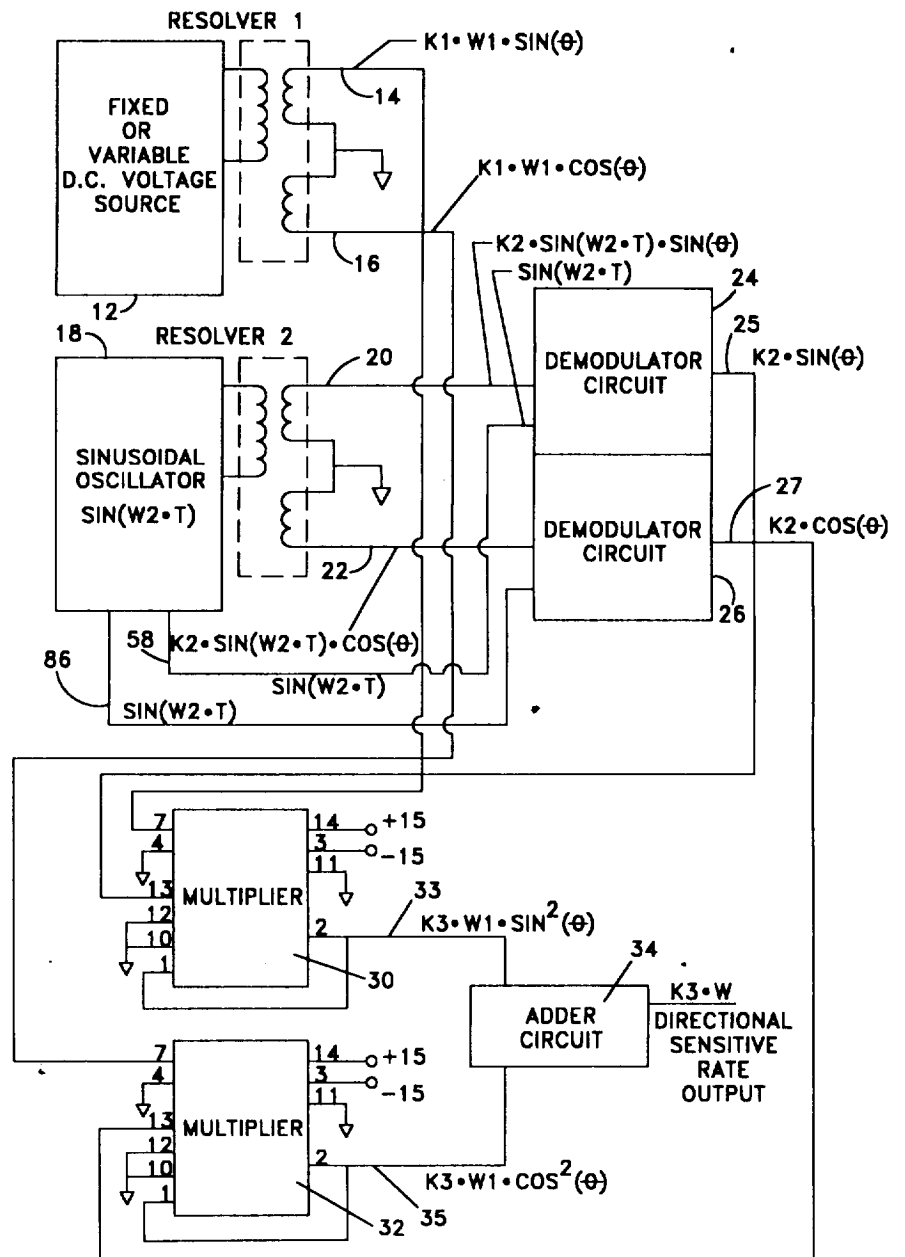 RESOLVER 1
K1•W1•SIN(θ)
14
FIXED
OR
VARIABLE
D.C. VOLTAGE
SOURCE
K1•W1•COS(θ)
16
12
K2•SIN(W2•T)•SIN(θ)
SIN(W2•T)
24
18
RESOLVER 2
20
25
K2•SIN(θ)
DEMODULATOR
CIRCUIT
SINUSOIDAL
OSCILLATOR
SIN(W2•T)
27
K2•COS(θ)
DEMODULATOR
CIRCUIT
22
26
58
K2•SIN(W2•T)•COS(θ)
86
SIN(W2•T)
SIN(W2•T)
7
14
+15
4
3
-15
11
13
MULTIPLIER
12
10
2
33
K3•W1•SIN²(θ)
1
30
34
ADDER
CIRCUIT
K3•W
DIRECTIONAL
SENSITIVE
RATE
OUTPUT
7
14
+15
4
3
-15
11
13
MULTIPLIER
12
10
2
K3•W1•COS²(θ)
1
32
35